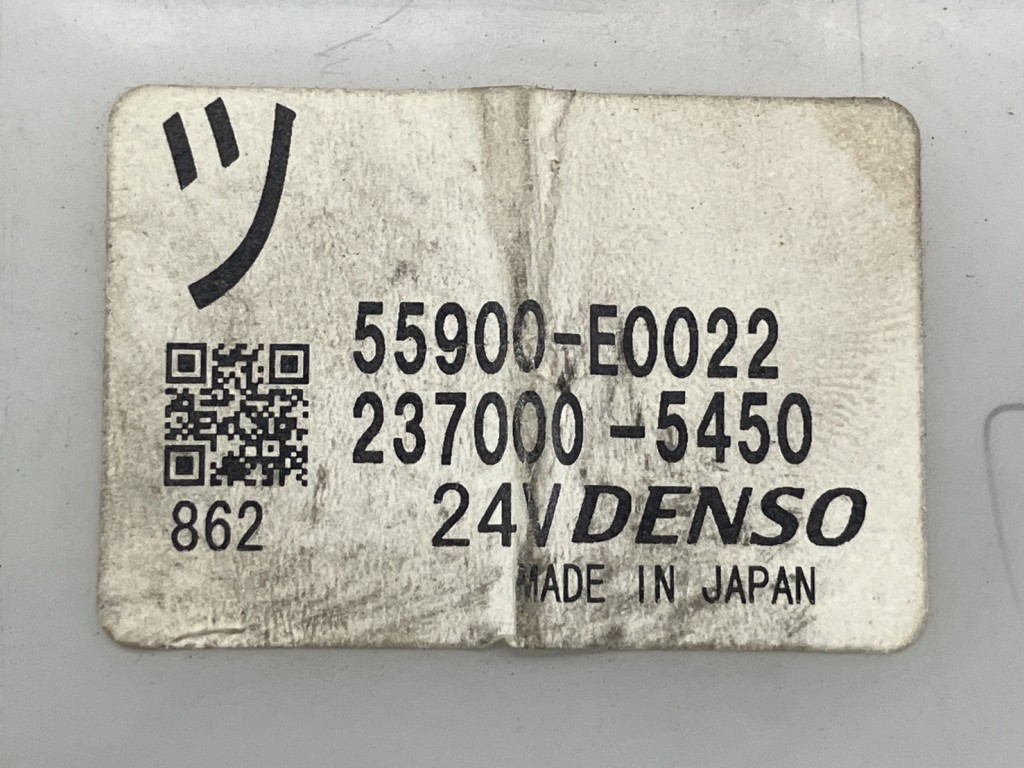 ツ
55900-E0022
237000-5450
862
24V DENSO
MADE IN JAPAN